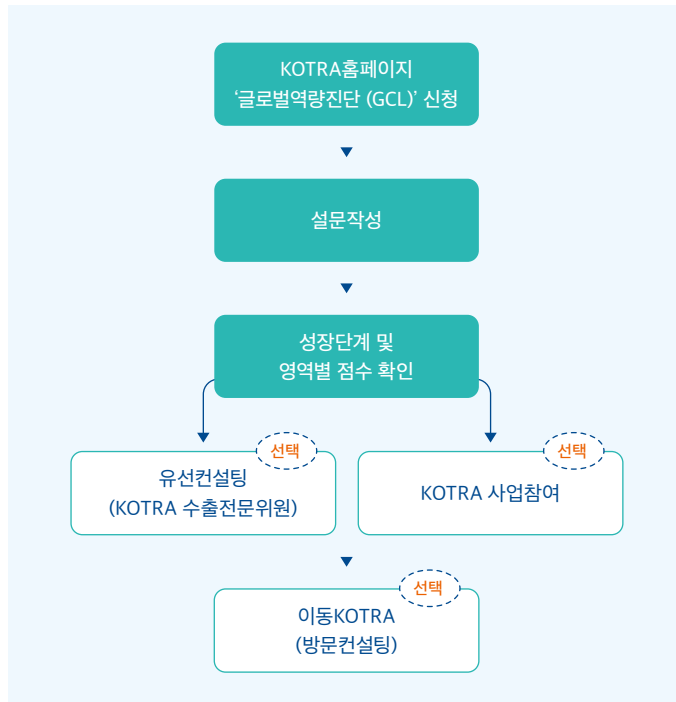 KOTRA홈페이지
‘글로벌역량진단 (GCL)’ 신청
설문작성
성장단계 및
영역별 점수 확인
선택
유선컨설팅
(KOTRA 수출전문위원)
선택
KOTRA 사업참여
선택
이동KOTRA
(방문컨설팅)